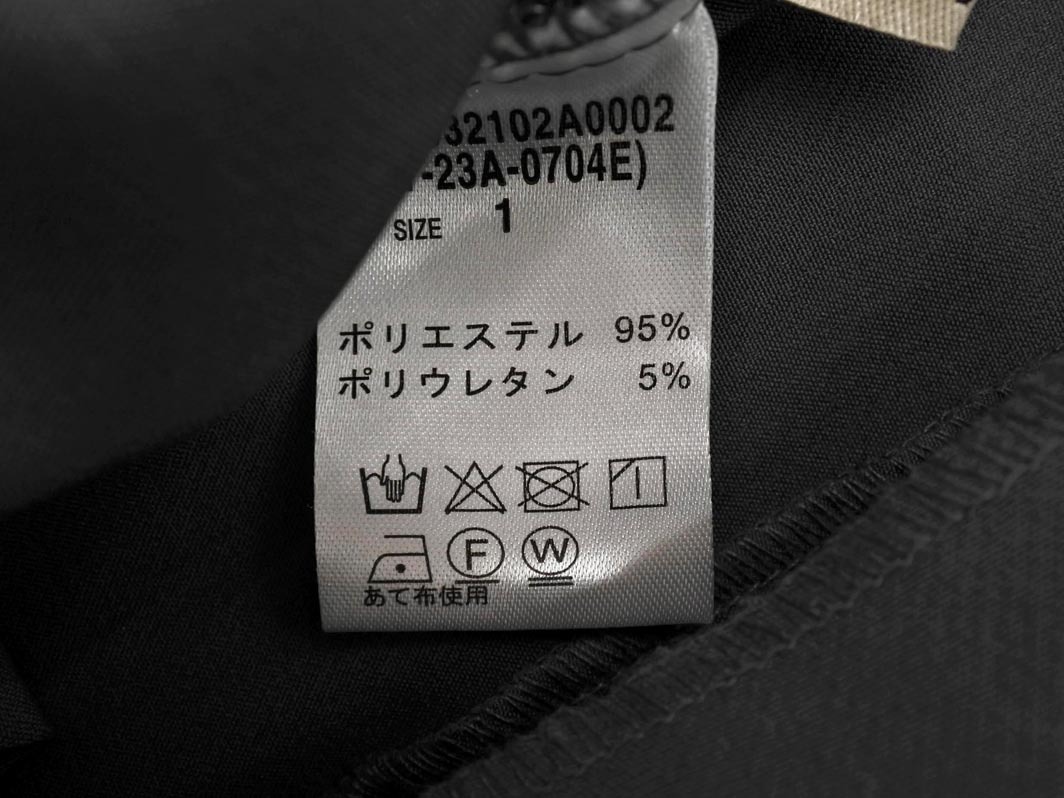 32102A0002
-23A-0704E)
SIZE 1
ポリエステル 95%
ポリウレタン 5%
F W
あて布使用